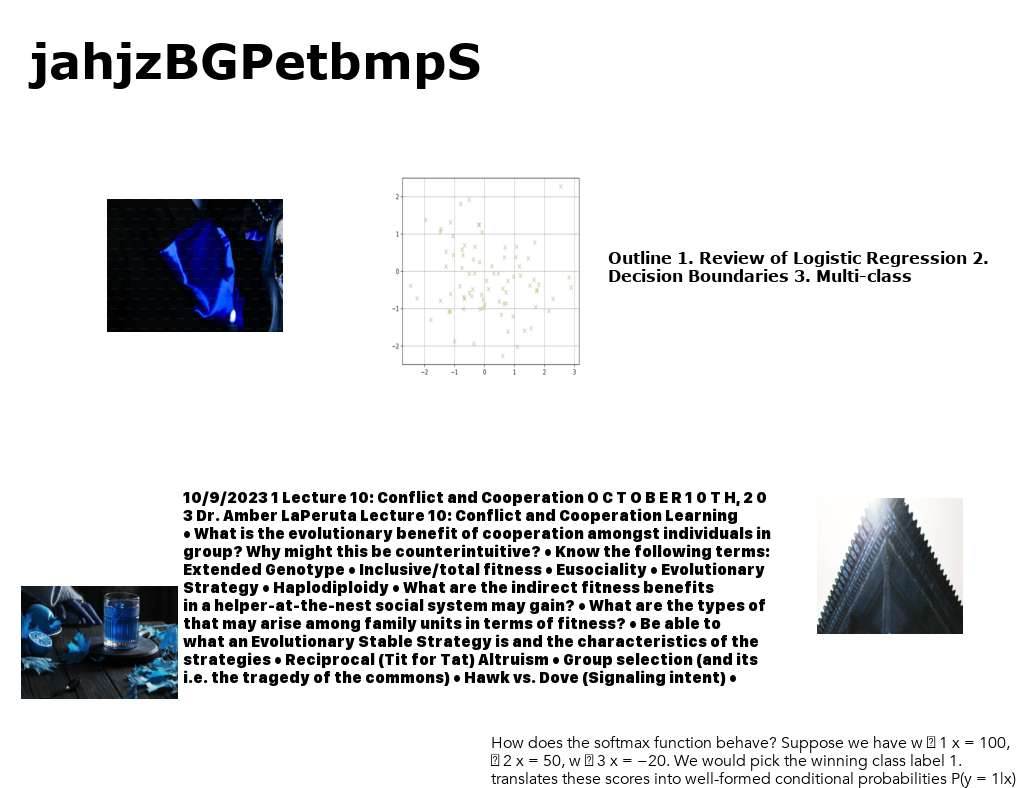 jahjzBGPetbmpS
2
1
0
−1
−2
−2 −1 0 1 2 3
Outline 1. Review of Logistic Regression 2.
Decision Boundaries 3. Multi-class
10/9/2023 1 Lecture 10: Conflict and Cooperation O C T O B E R 1 0 T H, 2 0
3 Dr. Amber LaPeruta Lecture 10: Conflict and Cooperation Learning
• What is the evolutionary benefit of cooperation amongst individuals in
group? Why might this be counterintuitive? • Know the following terms:
Extended Genotype • Inclusive/total fitness • Eusociality • Evolutionary
Strategy • Haplodiploidy • What are the indirect fitness benefits
in a helper-at-the-nest social system may gain? • What are the types of
that may arise among family units in terms of fitness? • Be able to
what an Evolutionary Stable Strategy is and the characteristics of the
strategies • Reciprocal (Tit for Tat) Altruism • Group selection (and its
i.e. the tragedy of the commons) • Hawk vs. Dove (Signaling intent) •
How does the softmax function behave? Suppose we have w 1 x = 100,
2 x = 50, w 3 x = −20. We would pick the winning class label 1.
translates these scores into well-formed conditional probabilities P(y = 1|x)